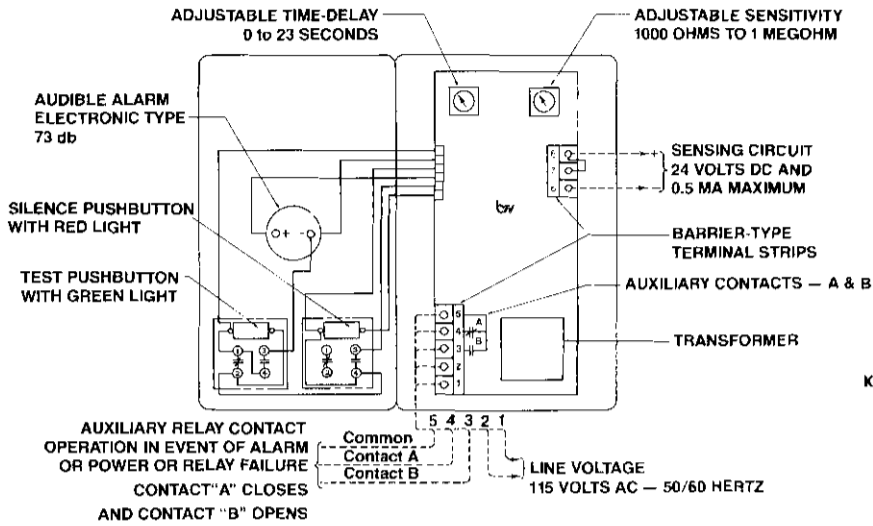 ADJUSTABLE TIME-DELAY
0 to 23 SECONDS
ADJUSTABLE SENSITIVITY
1000 OHMS TO 1 MEGOHM
AUDIBLE ALARM
ELECTRONIC TYPE
73 db
SENSING CIRCUIT
24 VOLTS DC AND
0.5 MA MAXIMUM
8
7
6
+
-
bw
SILENCE PUSHBUTTON
WITH RED LIGHT
BARRIER-TYPE
TERMINAL STRIPS
TEST PUSHBUTTON
WITH GREEN LIGHT
AUXILIARY CONTACTS — A & B
5
4
3
2
1
A
B
TRANSFORMER
K
5 4 3 2 1
AUXILIARY RELAY CONTACT
OPERATION IN EVENT OF ALARM
OR POWER OR RELAY FAILURE
CONTACT "A" CLOSES
AND CONTACT "B" OPENS
Common
Contact A
Contact B
LINE VOLTAGE
115 VOLTS AC — 50/60 HERTZ